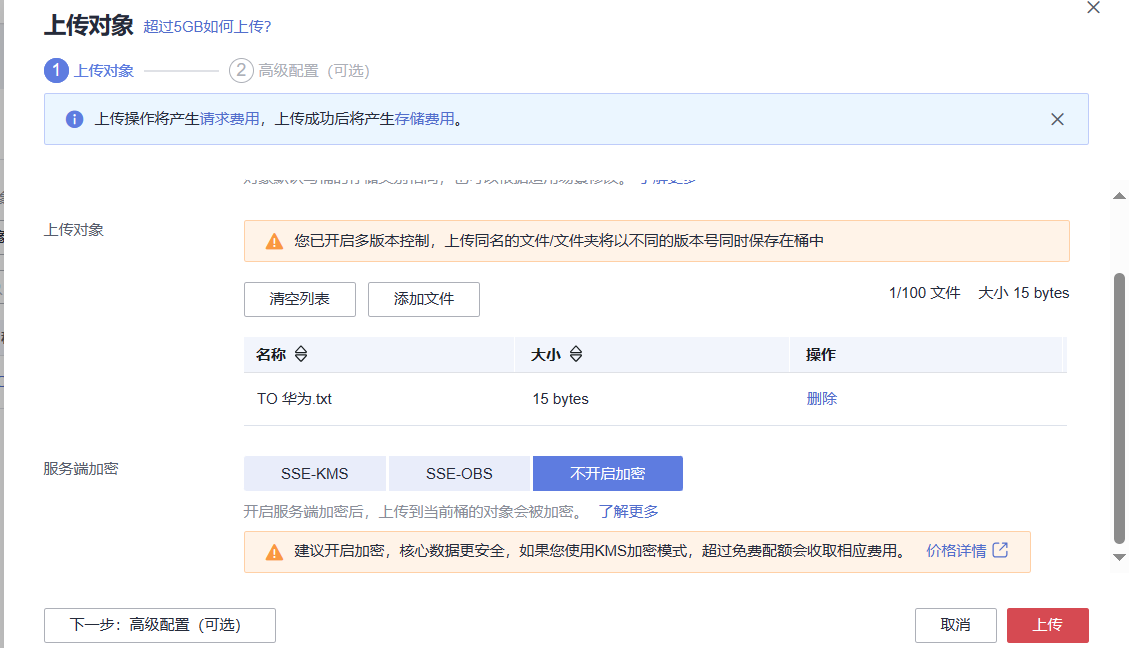 上传对象 超过5GB如何上传?
1 上传对象 2 高级配置（可选）
上传操作将产生请求费用，上传成功后将产生存储费用。
上传对象
您已开启多版本控制，上传同名的文件/文件夹将以不同的版本号同时保存在桶中
清空列表 添加文件 1/100 文件 大小 15 bytes
名称 大小 操作
TO 华为.txt 15 bytes 删除
服务端加密 SSE-KMS SSE-OBS 不开启加密
开启服务端加密后，上传到当前桶的对象会被加密。 了解更多
建议开启加密，核心数据更安全，如果您使用KMS加密模式，超过免费配额会收取相应费用。 价格详情
下一步：高级配置（可选） 取消 上传